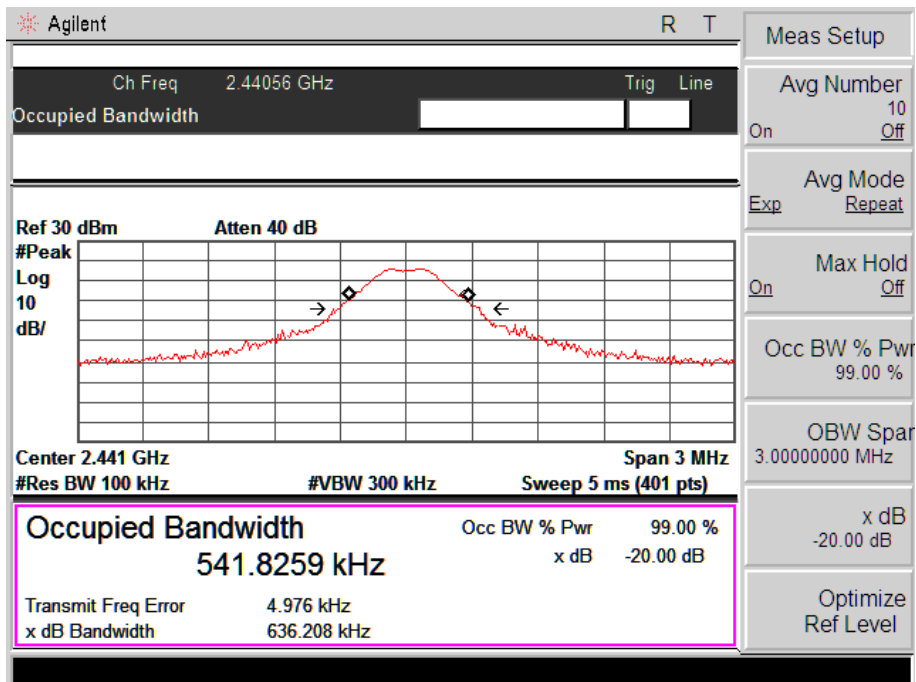 Agilent R T
Ch Freq 2.44056 GHz Trig Line
Occupied Bandwidth
Ref 30 dBm Atten 40 dB
#Peak
Log
10
dB/
Center 2.441 GHz Span 3 MHz
#Res BW 100 kHz #VBW 300 kHz Sweep 5 ms (401 pts)
Occupied Bandwidth Occ BW % Pwr 99.00 %
541.8259 kHz x dB -20.00 dB
Transmit Freq Error 4.976 kHz
x dB Bandwidth 636.208 kHz
Meas Setup
Avg Number
10
On Off
Avg Mode
Exp Repeat
Max Hold
On Off
Occ BW % Pwr
99.00 %
OBW Span
3.00000000 MHz
x dB
-20.00 dB
Optimize
Ref Level